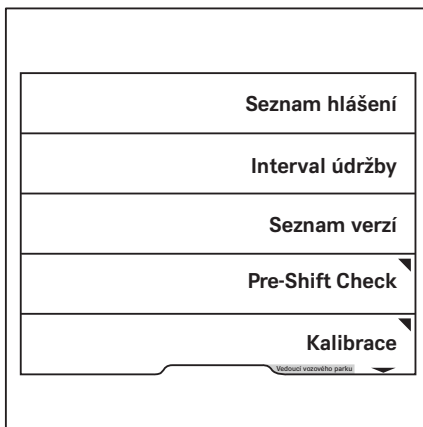 Seznam hlášení
Interval údržby
Seznam verzí
Pre-Shift Check
Kalibrace
Vedoucí vozového parku